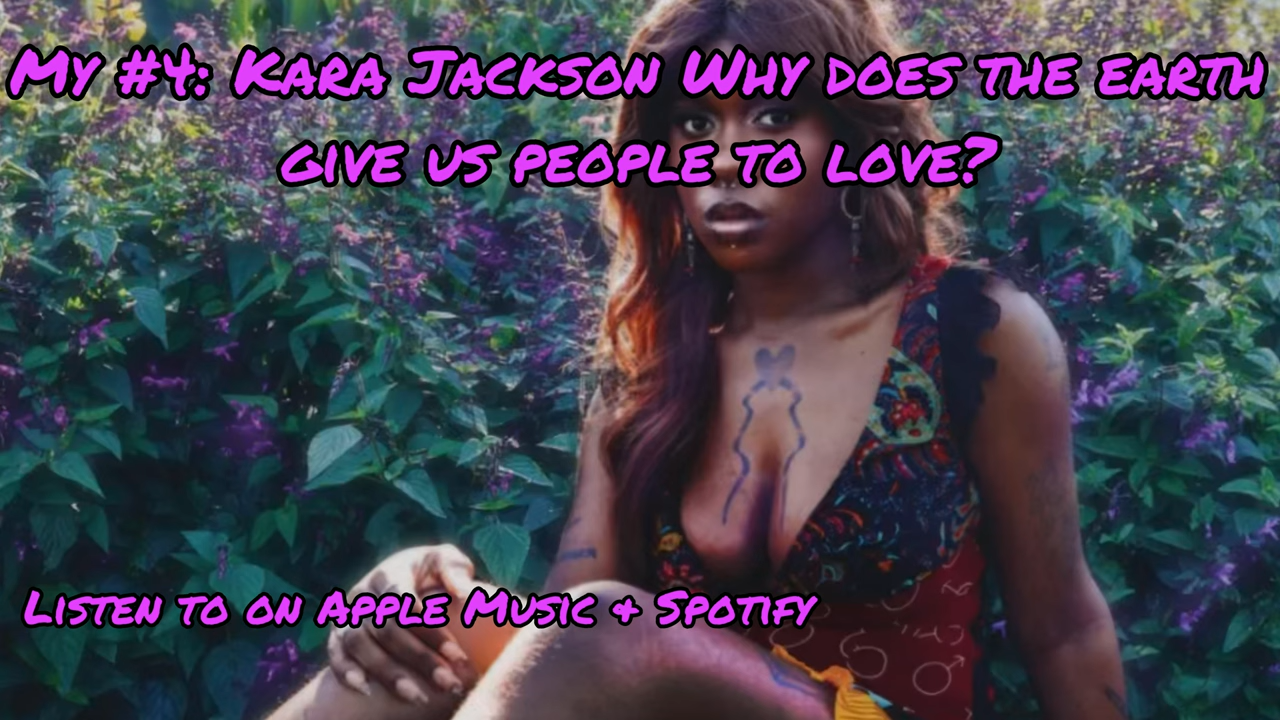 My #4: Kara Jackson Why does the earth
give us people to love?
Listen to on Apple Music & Spotify